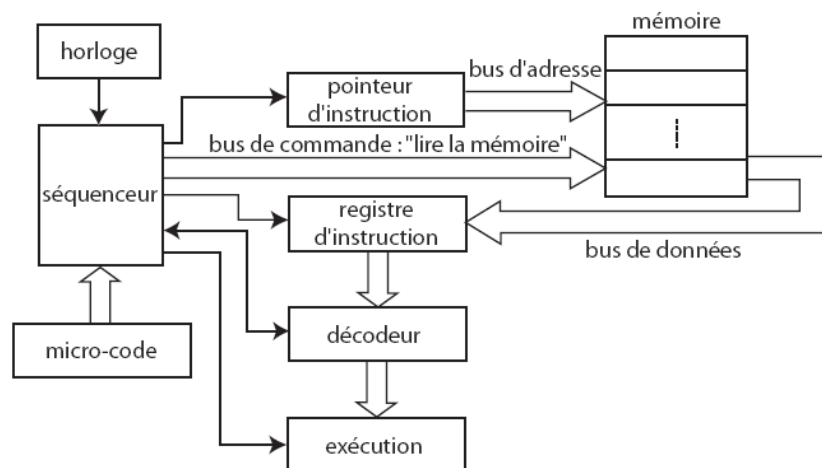 mémoire
horloge
bus d'adresse
pointeur
d'instruction
bus de commande : "lire la mémoire"
séquenceur
registre
d'instruction
bus de données
décodeur
micro-code
exécution